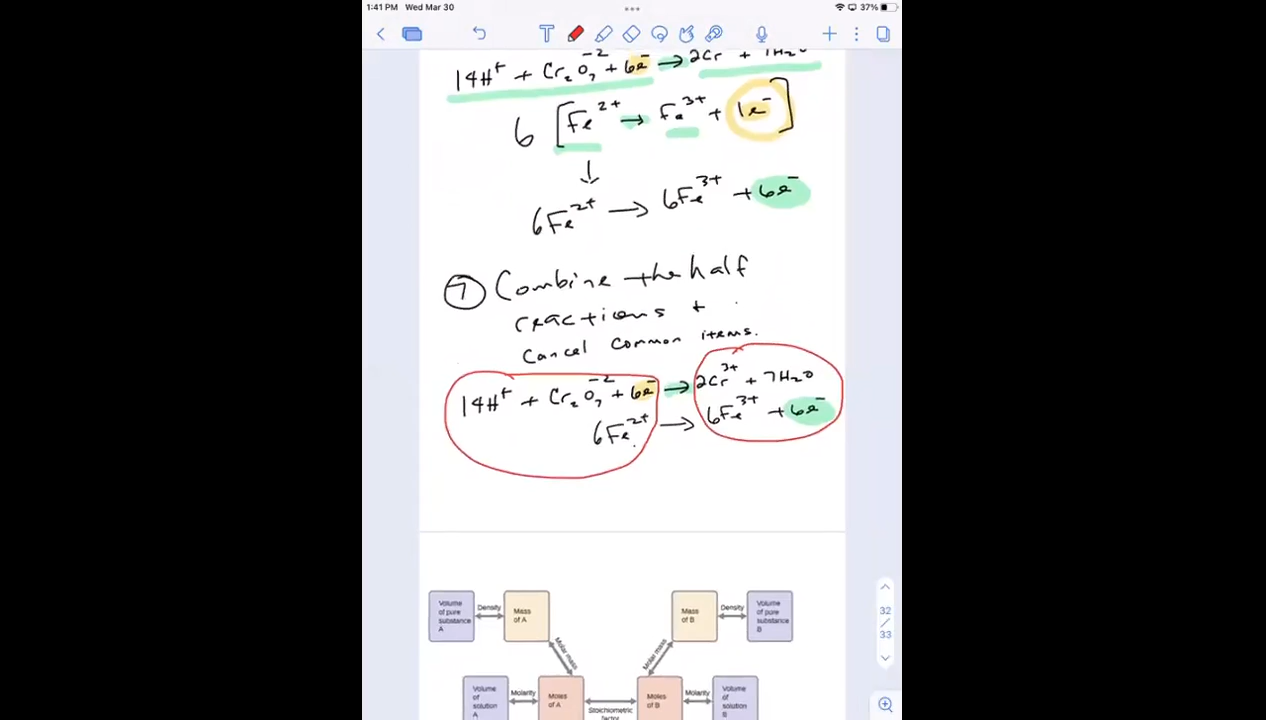 1:41 PM Wed Mar 30
37%
14H⁺ + Cr₂O₇⁻² + 6e⁻ → 2Cr + 7H₂O
6 [Fe²⁺ → Fe³⁺ + 1e⁻]
↓
6Fe²⁺ → 6Fe³⁺ + 6e⁻
⑦ Combine the half
reactions +
cancel common items.
14H⁺ + Cr₂O₇⁻² + 6e⁻ → 2Cr³⁺ + 7H₂O
6Fe²⁺ → 6Fe³⁺ + 6e⁻
32
/
33
Volume of pure substance A
Density
Mass of A
Mass of B
Density
Volume of pure substance B
Molar mass
Molar mass
Volume of solution A
Molarity
Moles of A
Stoichiometric factor
Moles of B
Molarity
Volume of solution B